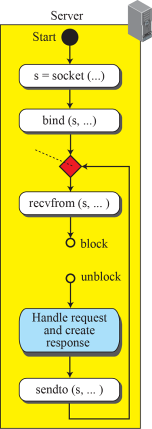 Server
Start
s = socket (...)
bind (s, ...)
recvfrom (s, ... )
block
unblock
Handle request
and create
response
sendto (s, ... )